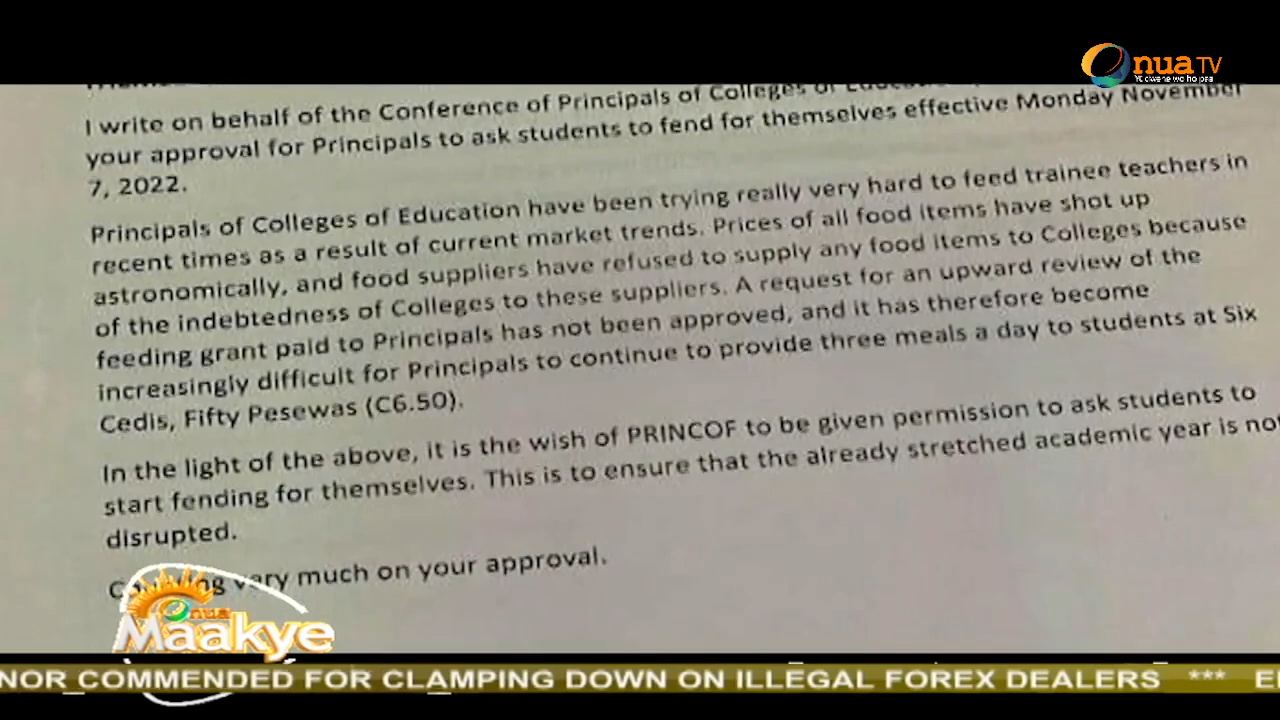 Onua TV
I write on behalf of the Conference of Principals of Colleges of
your approval for Principals to ask students to fend for themselves effective Monday November
7, 2022.
Principals of Colleges of Education have been trying really very hard to feed trainee teachers in
recent times as a result of current market trends. Prices of all food items have shot up
astronomically, and food suppliers have refused to supply any food items to Colleges because
of the indebtedness of Colleges to these suppliers. A request for an upward review of the
feeding grant paid to Principals has not been approved, and it has therefore become
increasingly difficult for Principals to continue to provide three meals a day to students at Six
Cedis, Fifty Pesewas (C6.50).
In the light of the above, it is the wish of PRINCOF to be given permission to ask students to
start fending for themselves. This is to ensure that the already stretched academic year is no
disrupted.
very much on your approval.
Onua
Maakye
NOR COMMENDED FOR CLAMPING DOWN ON ILLEGAL FOREX DEALERS *** E